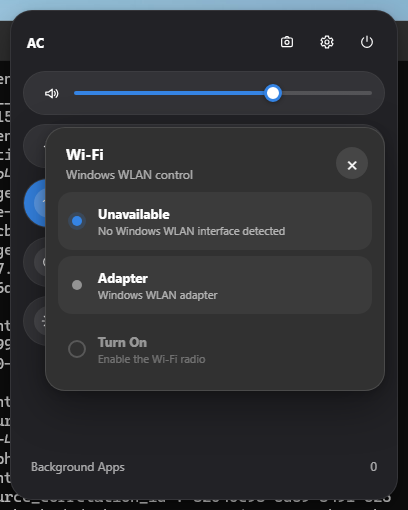 AC
Wi-Fi
Windows WLAN control
Unavailable
No Windows WLAN interface detected
Adapter
Windows WLAN adapter
Turn On
Enable the Wi-Fi radio
Background Apps
0